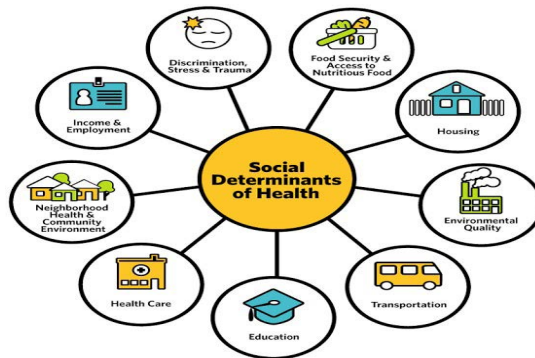 Social
Determinants
of Health
Discrimination,
Stress & Trauma
Food Security &
Access to
Nutritious Food
Housing
Environmental
Quality
Transportation
Education
Health Care
Neighborhood
Health &
Community
Environment
Income &
Employment